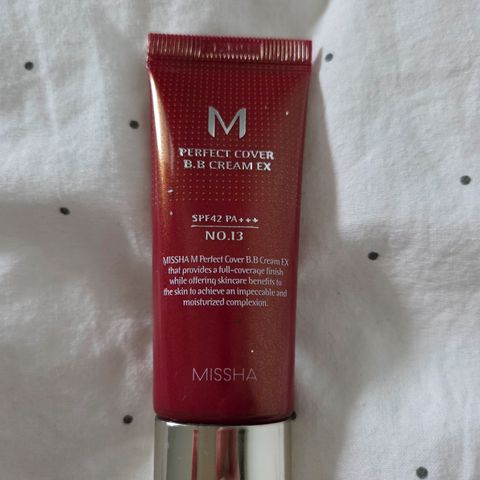 M
PERFECT COVER
B.B CREAM EX
SPF42 PA+++
NO.13
MISSHA M Perfect Cover B.B Cream EX
that provides a full-coverage finish
while offering skincare benefits to
the skin to achieve an impeccable and
moisturized complexion.
MISSHA